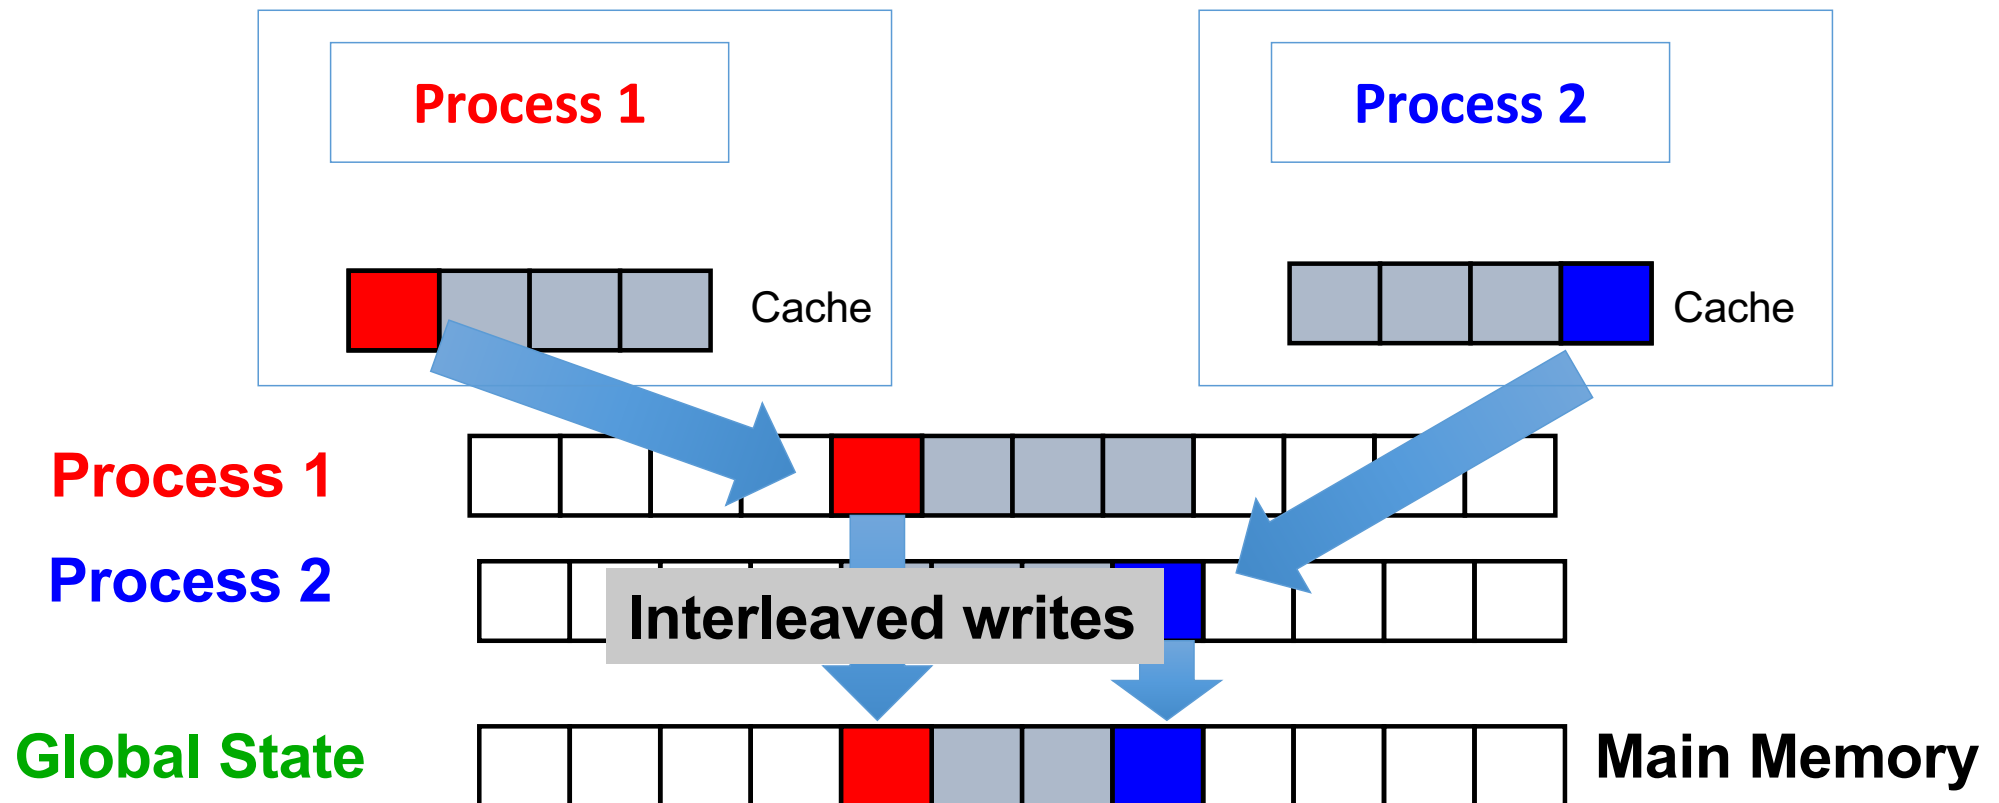 Process 1
Process 2
Cache
Cache
Process 1
Process 2
Interleaved writes
Global State
Main Memory